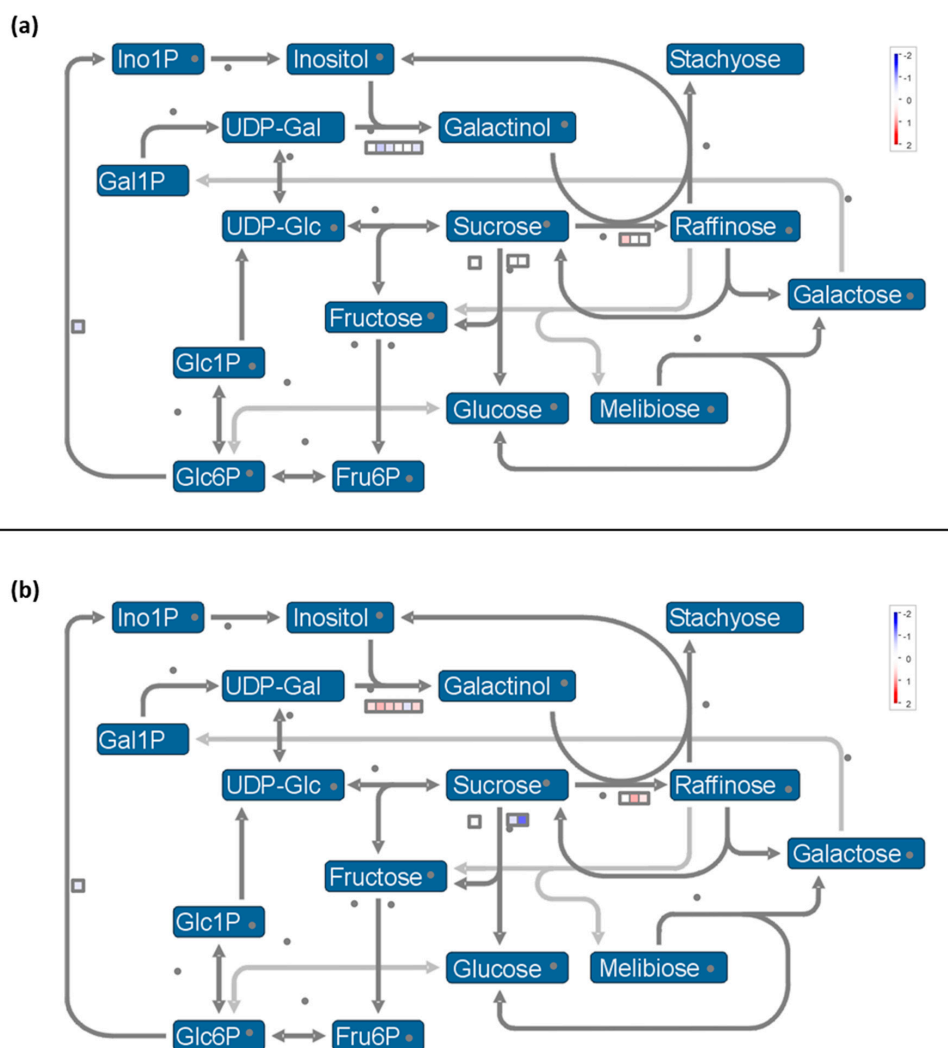 (a)
Ino1P
Inositol
Stachyose
-2
-1
0
1
2
UDP-Gal
Galactinol
Gal1P
UDP-Glc
Sucrose
Raffinose
Galactose
Fructose
Glc1P
Glucose
Melibiose
Glc6P
Fru6P
(b)
Ino1P
Inositol
Stachyose
-2
-1
0
1
2
UDP-Gal
Galactinol
Gal1P
UDP-Glc
Sucrose
Raffinose
Galactose
Fructose
Glc1P
Glucose
Melibiose
Glc6P
Fru6P